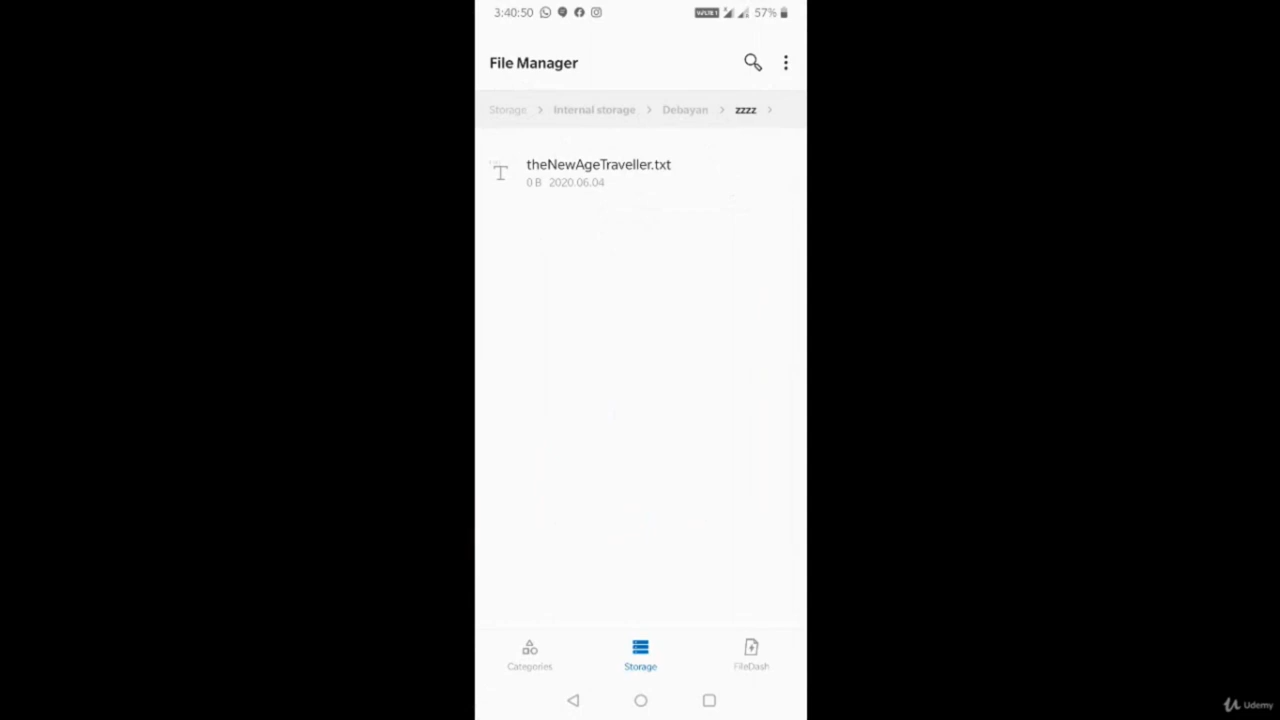 3:40:50 57%
File Manager
Storage > Internal storage > Debayan > zzzz >
theNewAgeTraveller.txt
0 B 2020.06.04
Categories Storage FileDash
Udemy